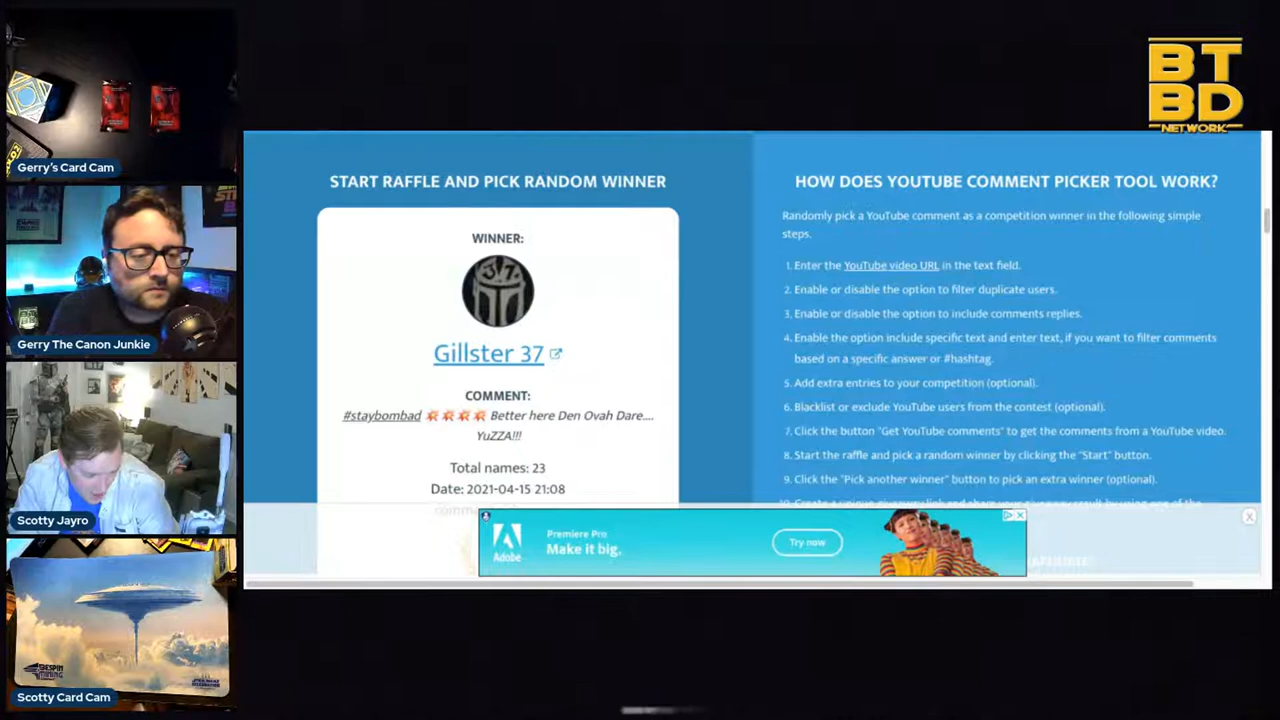 BT
BD
NETWORK
Gerry's Card Cam
Gerry The Canon Junkie
Scotty Jayro
BESPIN
MINING
Scotty Card Cam
START RAFFLE AND PICK RANDOM WINNER
WINNER:
37
Gillster 37
COMMENT:
#staybombad 💥💥💥💥 Better here Den Ovah Dare....
YuZZA!!!
Total names: 23
Date: 2021-04-15 21:08
HOW DOES YOUTUBE COMMENT PICKER TOOL WORK?
Randomly pick a YouTube comment as a competition winner in the following simple
steps.
1. Enter the YouTube video URL in the text field.
2. Enable or disable the option to filter duplicate users.
3. Enable or disable the option to include comments replies.
4. Enable the option include specific text and enter text, if you want to filter comments
based on a specific answer or #hashtag.
5. Add extra entries to your competition (optional).
6. Blacklist or exclude YouTube users from the contest (optional).
7. Click the button "Get YouTube comments" to get the comments from a YouTube video.
8. Start the raffle and pick a random winner by clicking the "Start" button.
9. Click the "Pick another winner" button to pick an extra winner (optional).
Adobe
Premiere Pro
Make it big.
Try now